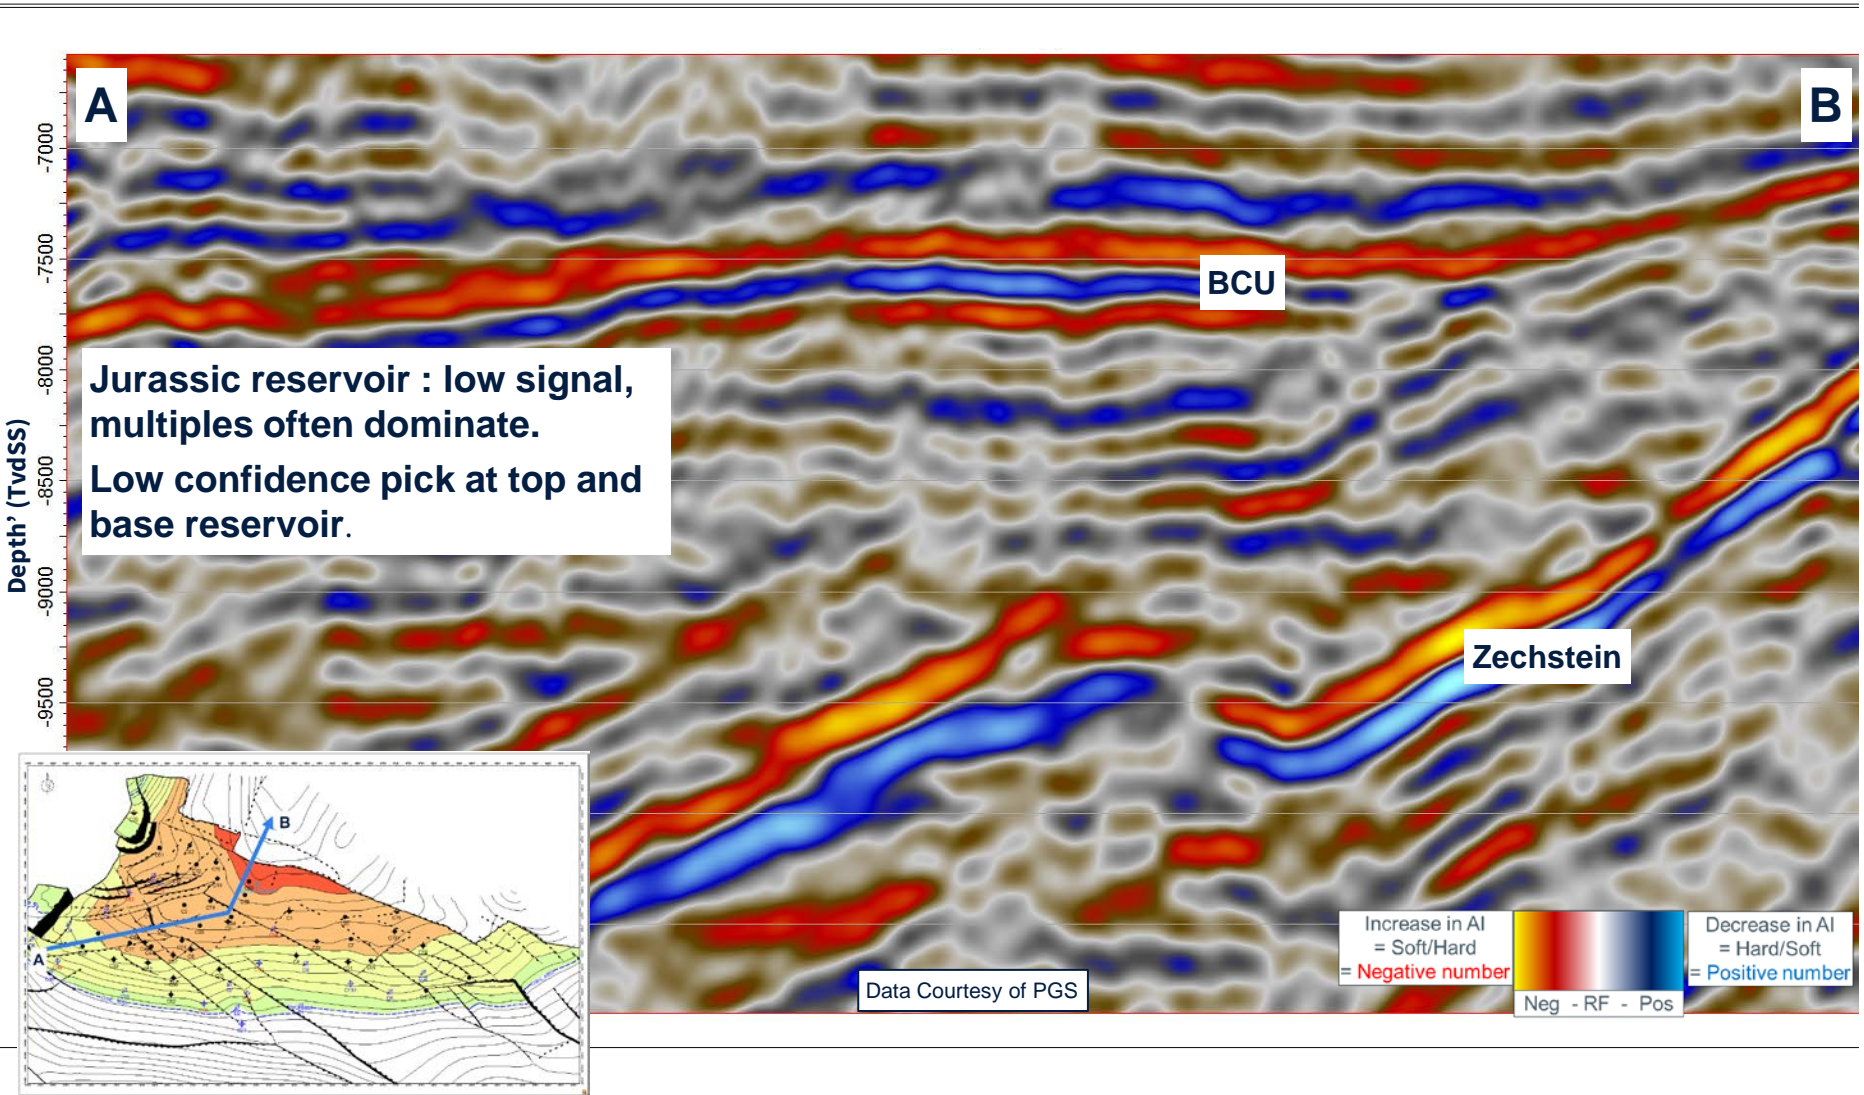 A
B
-7000
-7500
BCU
-8000
Jurassic reservoir : low signal,
multiples often dominate.
Low confidence pick at top and
base reservoir.
Depth' (TvdSS)
-8500
-9000
Zechstein
-9500
B
A
Increase in AI
= Soft/Hard
= Negative number
Decrease in AI
= Hard/Soft
= Positive number
Neg - RF - Pos
Data Courtesy of PGS